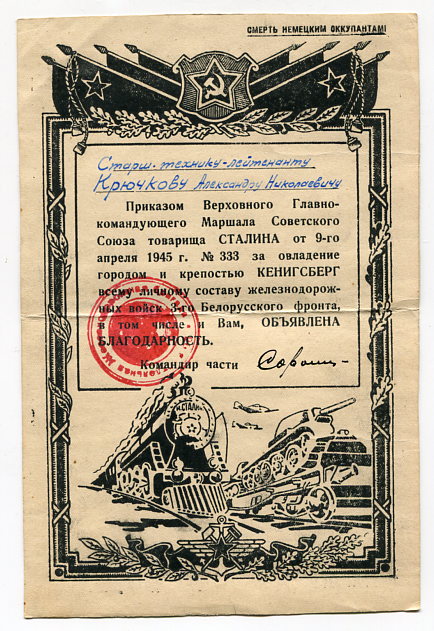 СМЕРТЬ НЕМЕЦКИМ ОККУПАНТАМ!
Старш. технику-лейтенанту
Крючкову Александру Николаевичу
Приказом Верховного Главно-
командующего Маршала Советского
Союза товарища СТАЛИНА от 9-го
апреля 1945 г. № 333 за овладение
городом и крепостью КЕНИГСБЕРГ
всему личному составу железнодорож-
ных войск 3-го Белорусского фронта,
в том числе и Вам, ОБЪЯВЛЕНА
БЛАГОДАРНОСТЬ.
Командир части
И.СТАЛИН